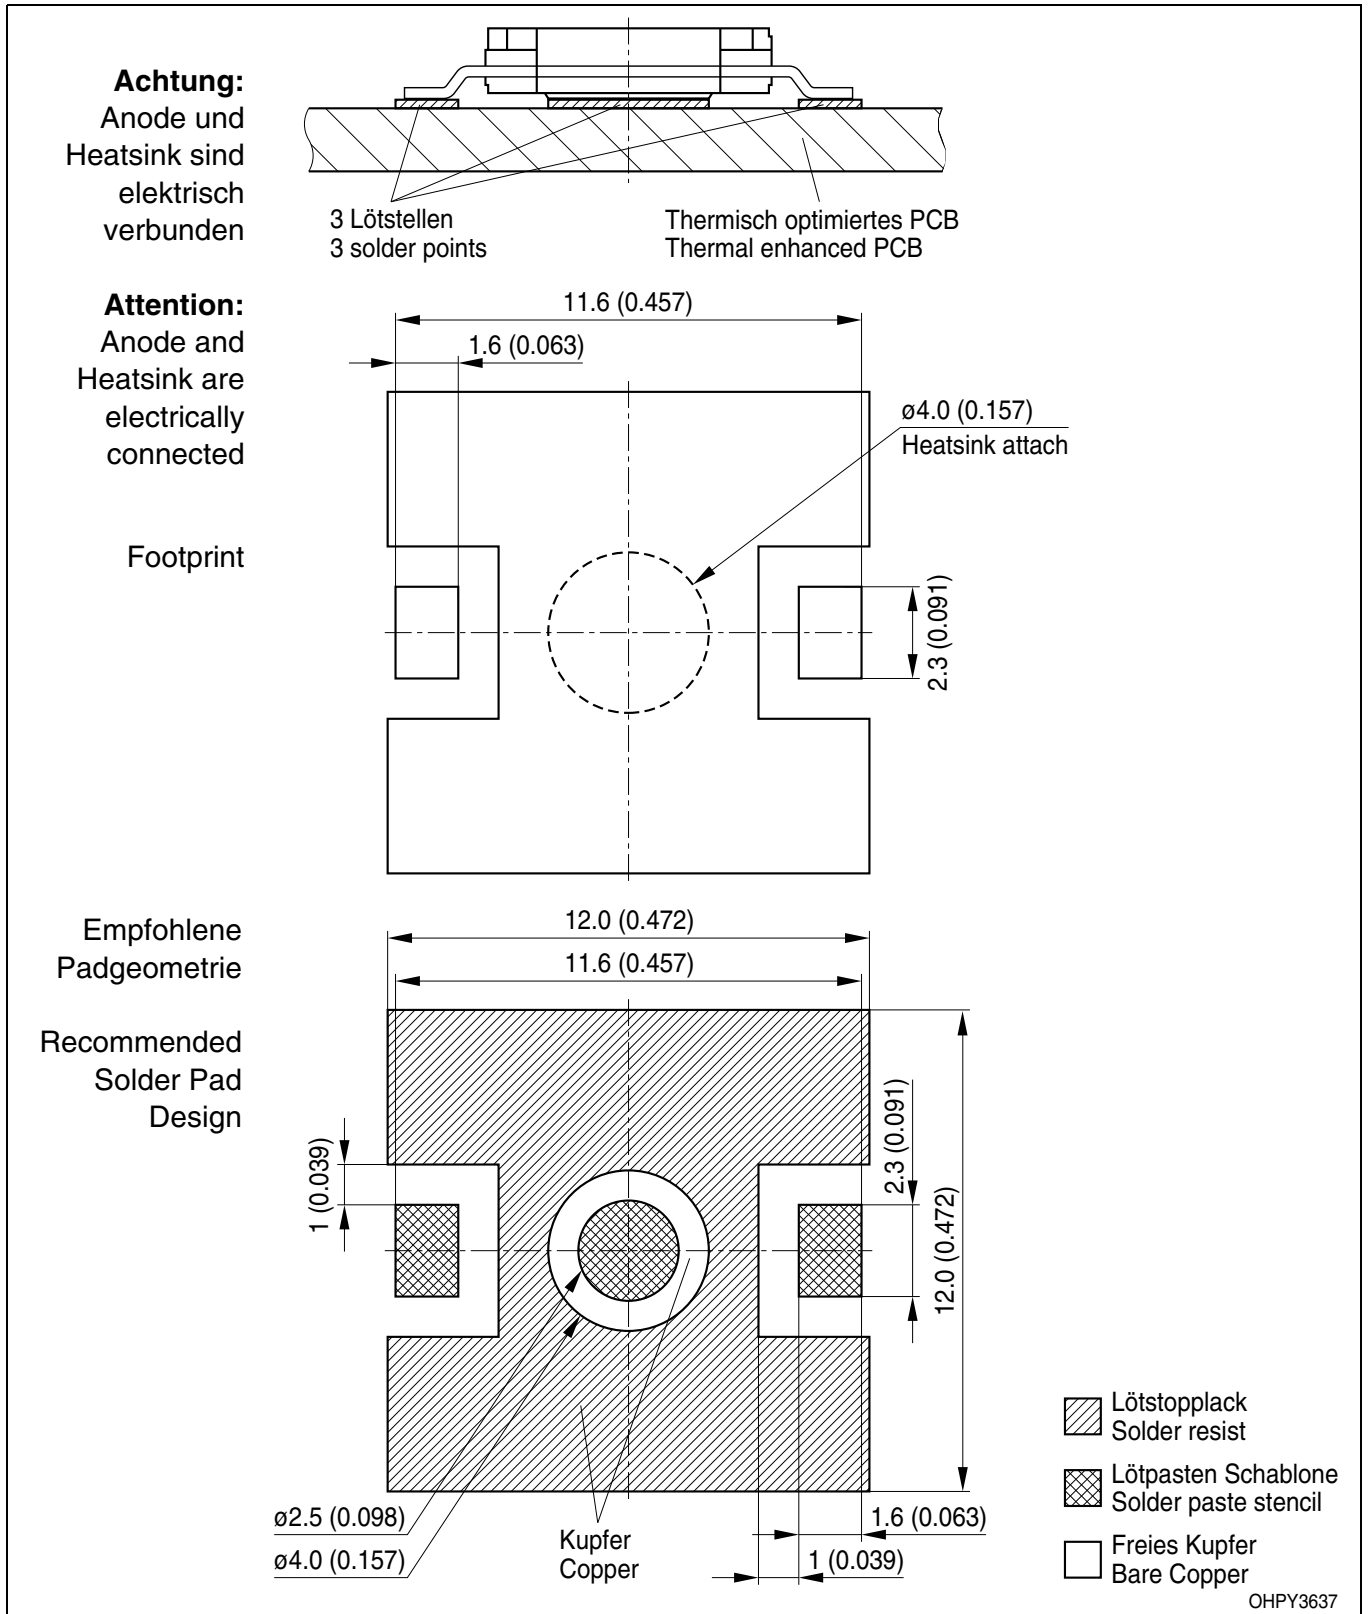 Achtung:
Anode und
Heatsink sind
elektrisch
verbunden
3 Lötstellen
3 solder points
Thermisch optimiertes PCB
Thermal enhanced PCB
Attention:
Anode and
Heatsink are
electrically
connected
11.6 (0.457)
1.6 (0.063)
ø4.0 (0.157)
Heatsink attach
Footprint
2.3 (0.091)
Empfohlene
Padgeometrie
12.0 (0.472)
11.6 (0.457)
Recommended
Solder Pad
Design
1 (0.039)
2.3 (0.091)
12.0 (0.472)
ø2.5 (0.098)
ø4.0 (0.157)
Kupfer
Copper
1.6 (0.063)
1 (0.039)
Lötstopplack
Solder resist
Lötpasten Schablone
Solder paste stencil
Freies Kupfer
Bare Copper
OHPY3637